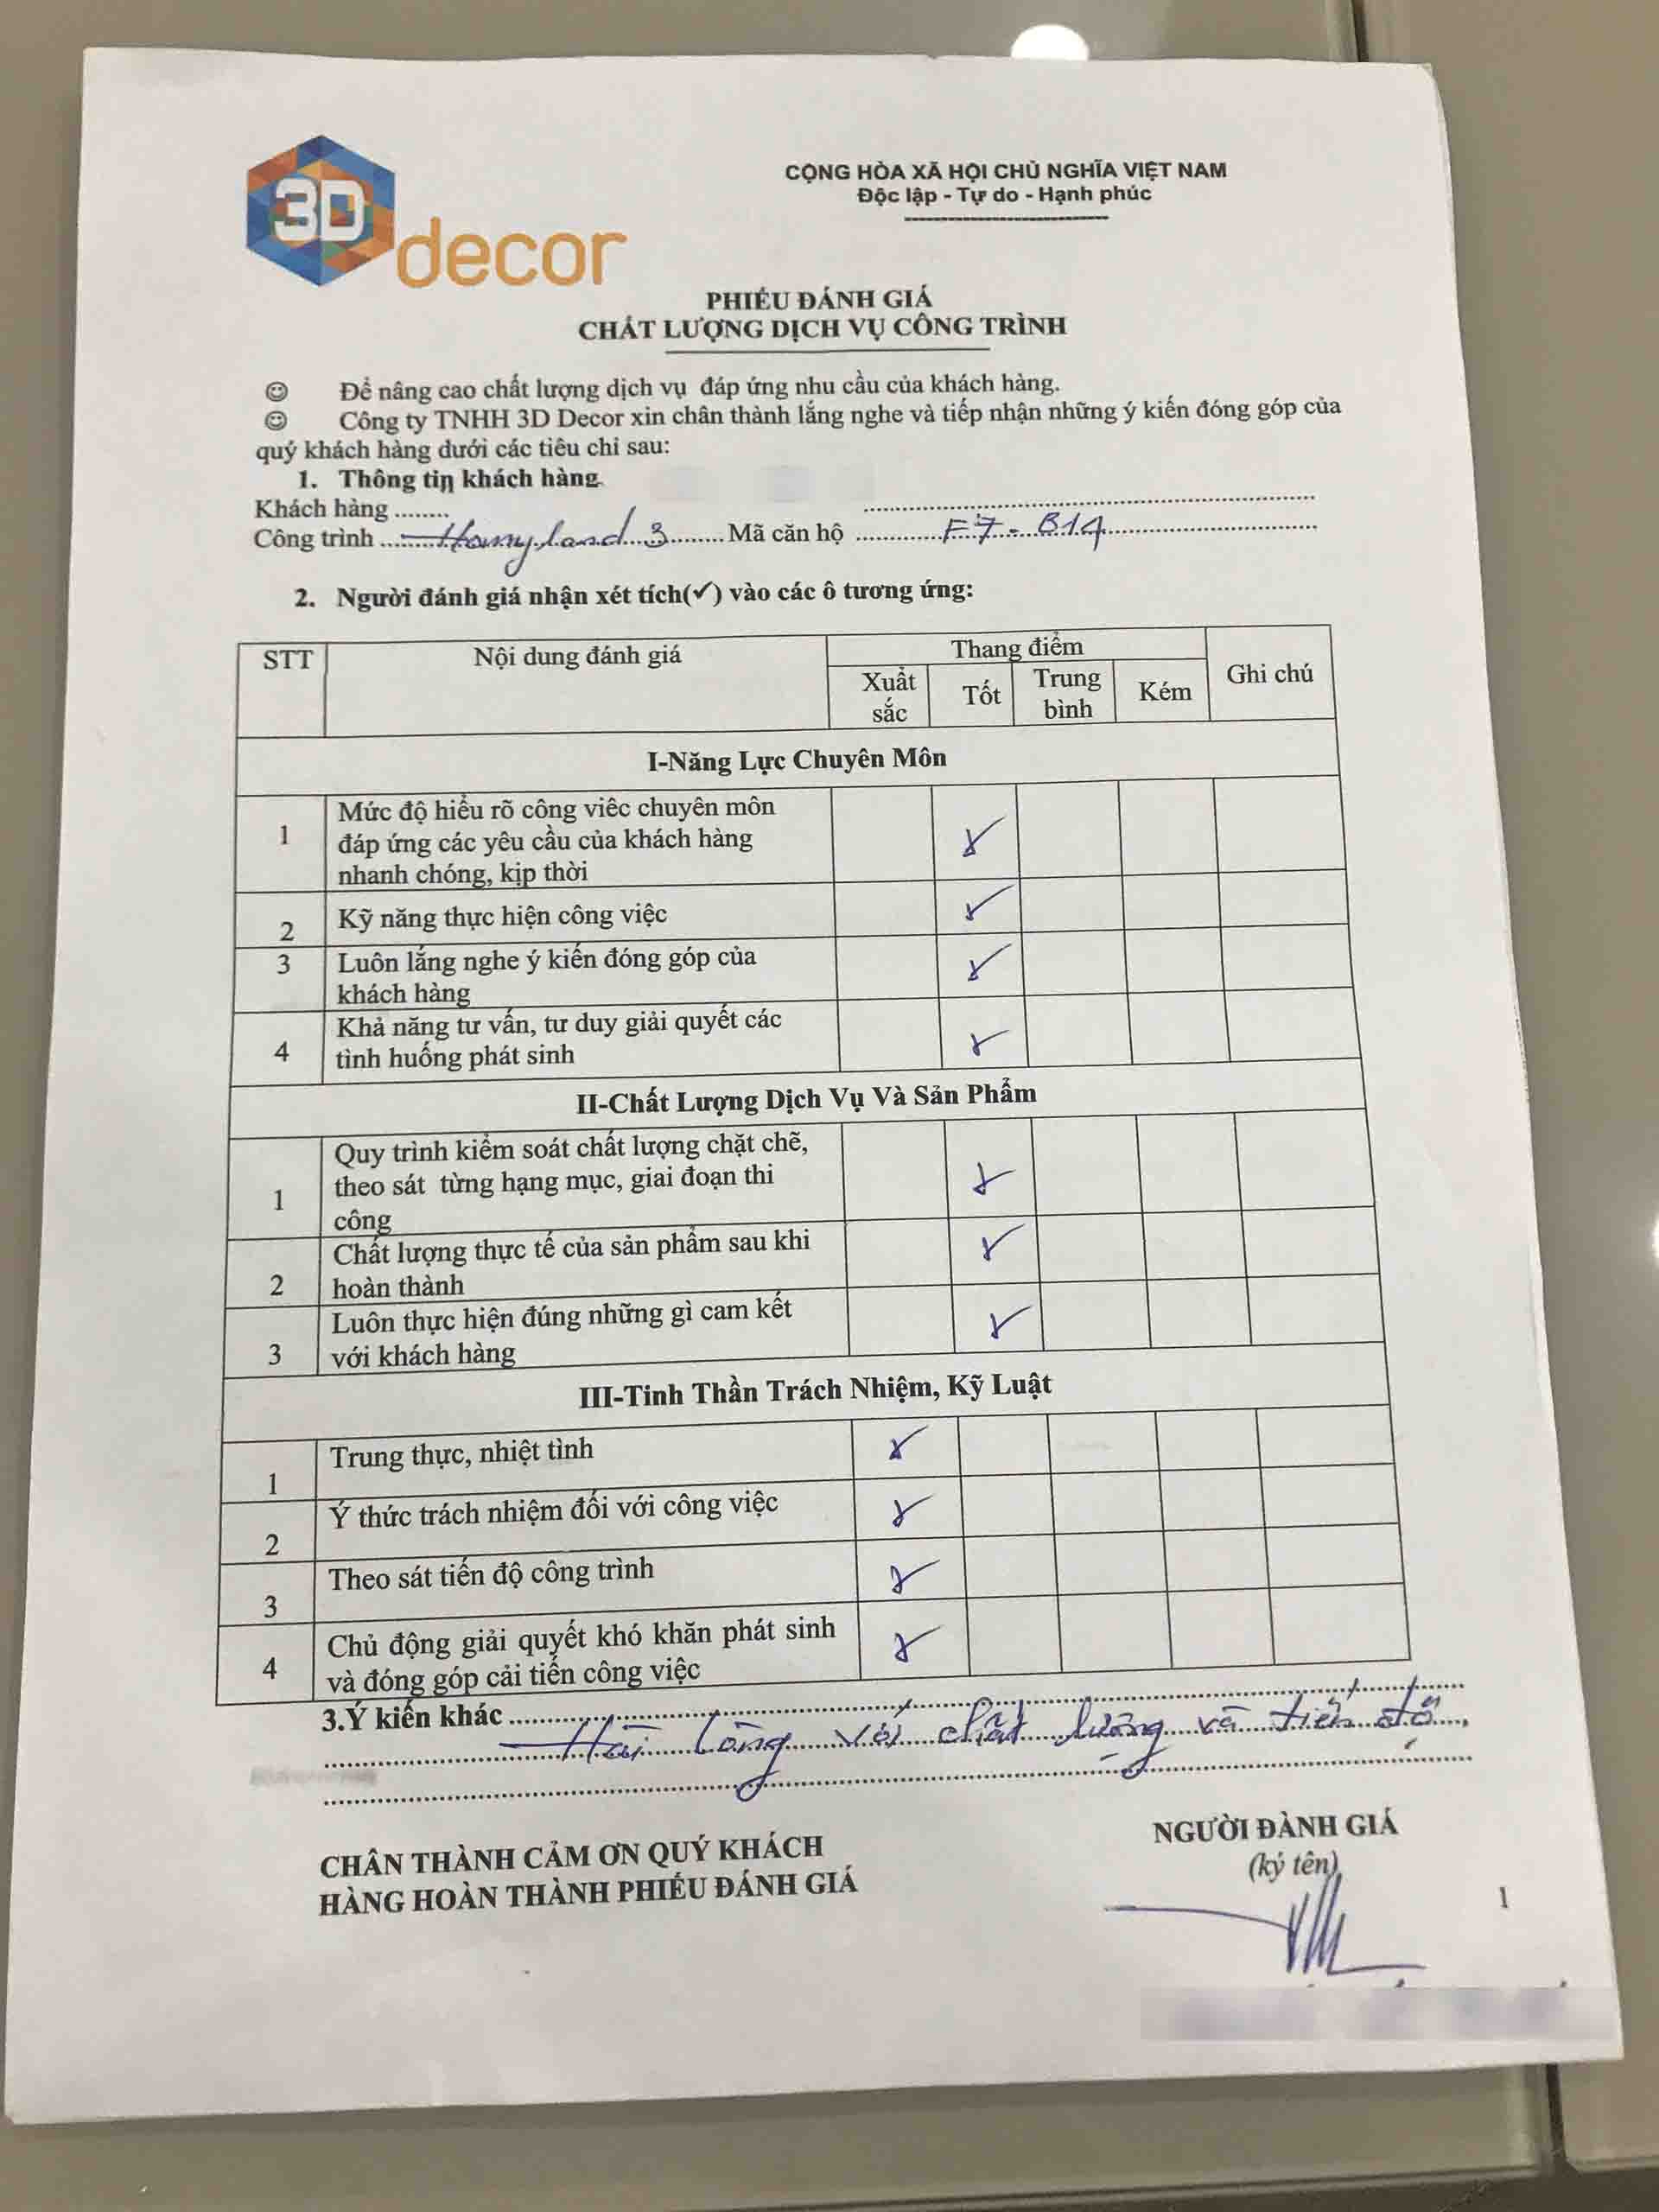 3D decor
CỘNG HÒA XÃ HỘI CHỦ NGHĨA VIỆT NAM
Độc lập - Tự do - Hạnh phúc
PHIẾU ĐÁNH GIÁ
CHẤT LƯỢNG DỊCH VỤ CÔNG TRÌNH
☺ Để nâng cao chất lượng dịch vụ đáp ứng nhu cầu của khách hàng.
☺ Công ty TNHH 3D Decor xin chân thành lắng nghe và tiếp nhận những ý kiến đóng góp của
quý khách hàng dưới các tiêu chi sau:
1. Thông tin khách hàng
Khách hàng ........
Công trình ....Homyland 3........ Mã căn hộ ............F7 - B14............
2. Người đánh giá nhận xét tích(✓) vào các ô tương ứng:
STT Nội dung đánh giá Thang điểm Ghi chú
Xuất sắc Tốt Trung bình Kém
I-Năng Lực Chuyên Môn
1 Mức độ hiểu rõ công viêc chuyên môn
đáp ứng các yêu cầu của khách hàng
nhanh chóng, kịp thời ✓
2 Kỹ năng thực hiện công việc ✓
3 Luôn lắng nghe ý kiến đóng góp của
khách hàng ✓
4 Khả năng tư vấn, tư duy giải quyết các
tình huống phát sinh ✓
II-Chất Lượng Dịch Vụ Và Sản Phẩm
1 Quy trình kiểm soát chất lượng chặt chẽ,
theo sát từng hạng mục, giai đoạn thi
công ✓
2 Chất lượng thực tế của sản phẩm sau khi
hoàn thành ✓
3 Luôn thực hiện đúng những gì cam kết
với khách hàng ✓
III-Tinh Thần Trách Nhiệm, Kỹ Luật
1 Trung thực, nhiệt tình ✓
2 Ý thức trách nhiệm đối với công việc ✓
3 Theo sát tiến độ công trình ✓
4 Chủ động giải quyết khó khăn phát sinh
và đóng góp cải tiến công việc ✓
3.Ý kiến khác
Hài lòng với chất lượng và tiến độ
CHÂN THÀNH CẢM ƠN QUÝ KHÁCH
HÀNG HOÀN THÀNH PHIẾU ĐÁNH GIÁ
NGƯỜI ĐÀNH GIÁ
(ký tên)
1